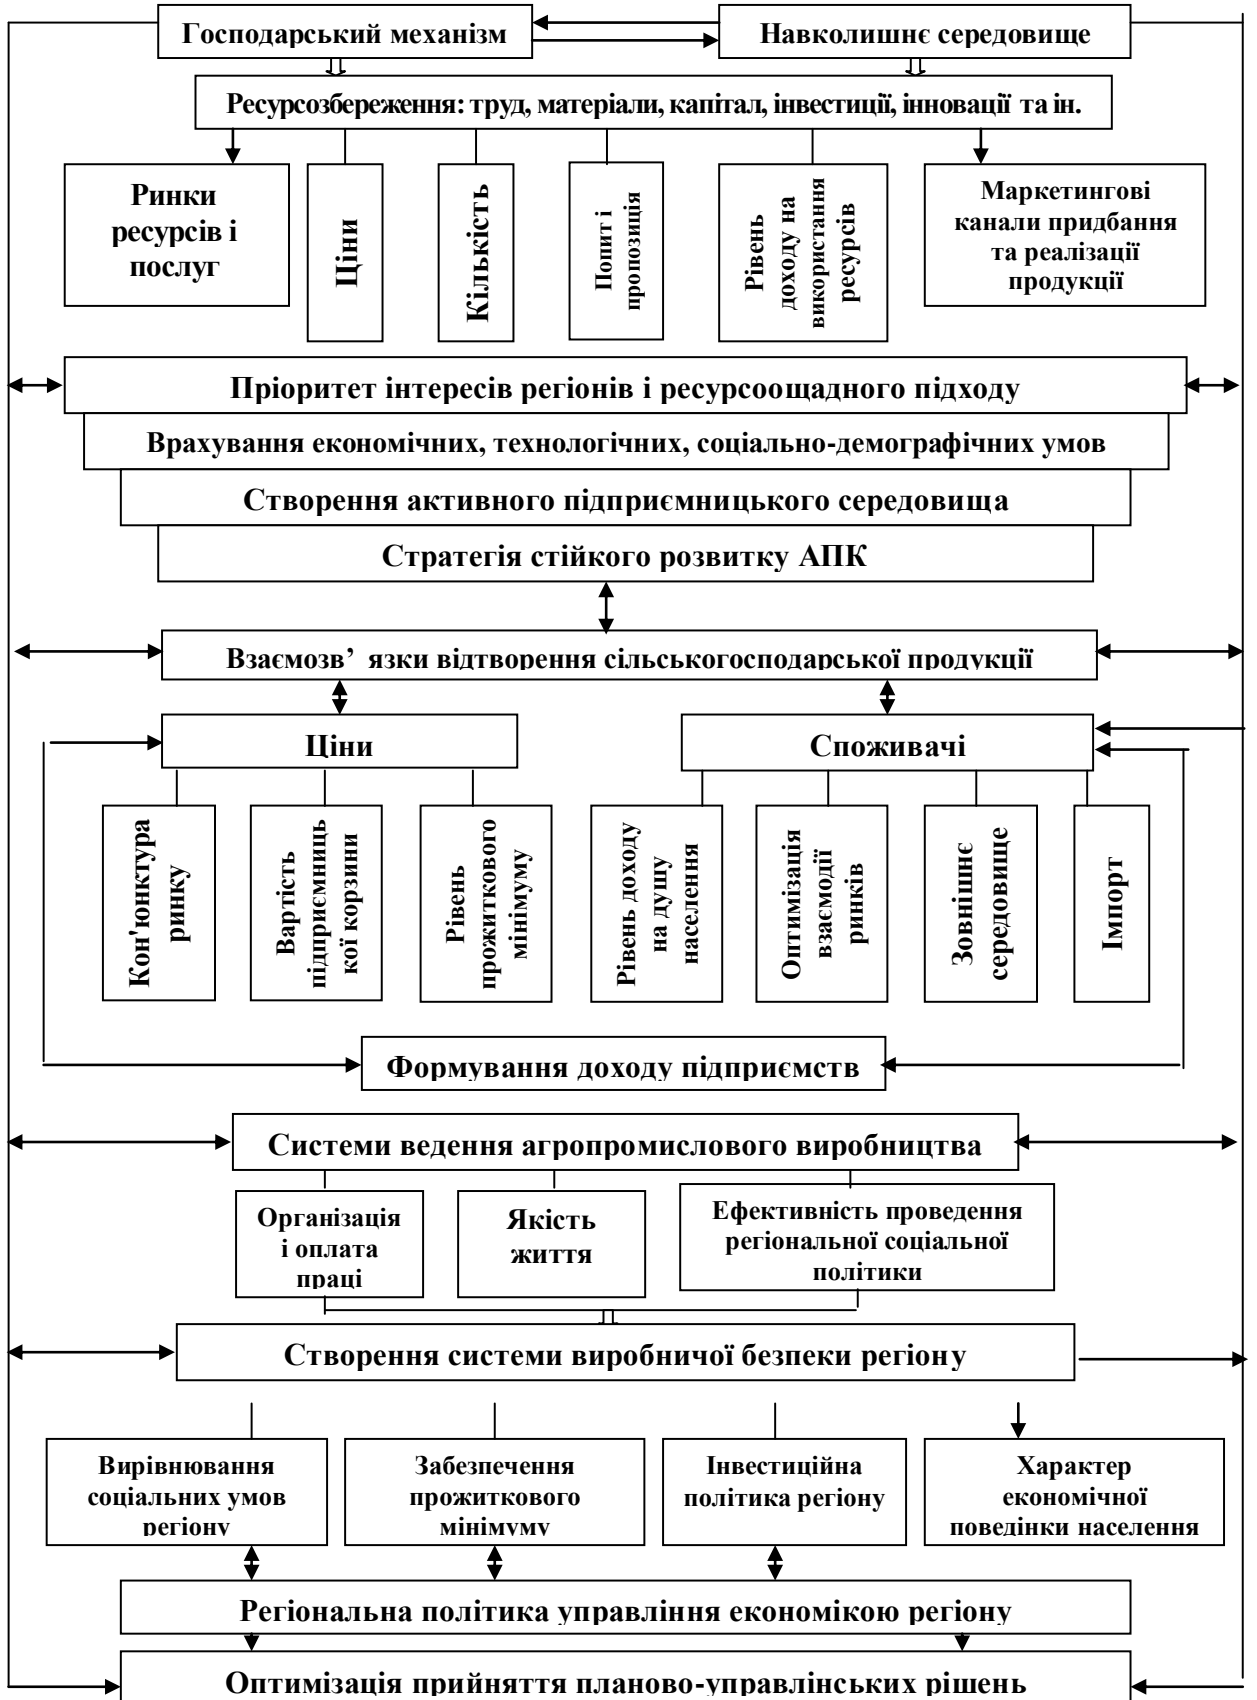 Господарський механізм
Навколишнє середовище
Ресурсозбереження: труд, матеріали, капітал, інвестиції, інновації та ін.
Ринки
ресурсів і
послуг
Ціни
Кількість
Попит і
пропозиція
Рівень
доходу на
використання
ресурсів
Маркетингові
канали придбання
та реалізації
продукції
Пріоритет інтересів регіонів і ресурсоощадного підходу
Врахування економічних, технологічних, соціально-демографічних умов
Створення активного підприємницького середовища
Стратегія стійкого розвитку АПК
Взаємозв’ язки відтворення сільськогосподарської продукції
Ціни
Споживачі
Кон'юнктура
ринку
Вартість
підприємниць
кої корзини
Рівень
прожиткового
мінімуму
Рівень доходу
на душу
населення
Оптимізація
взаємодії
ринків
Зовнішнє
середовище
Імпорт
Формування доходу підприємств
Системи ведення агропромислового виробництва
Організація
і оплата
праці
Якість
життя
Ефективність проведення
регіональної соціальної
політики
Створення системи виробничої безпеки регіону
Вирівнювання
соціальних умов
регіону
Забезпечення
прожиткового
мінімуму
Інвестиційна
політика регіону
Характер
економічної
поведінки населення
Регіональна політика управління економікою регіону
Оптимізація прийняття планово-управлінських рішень